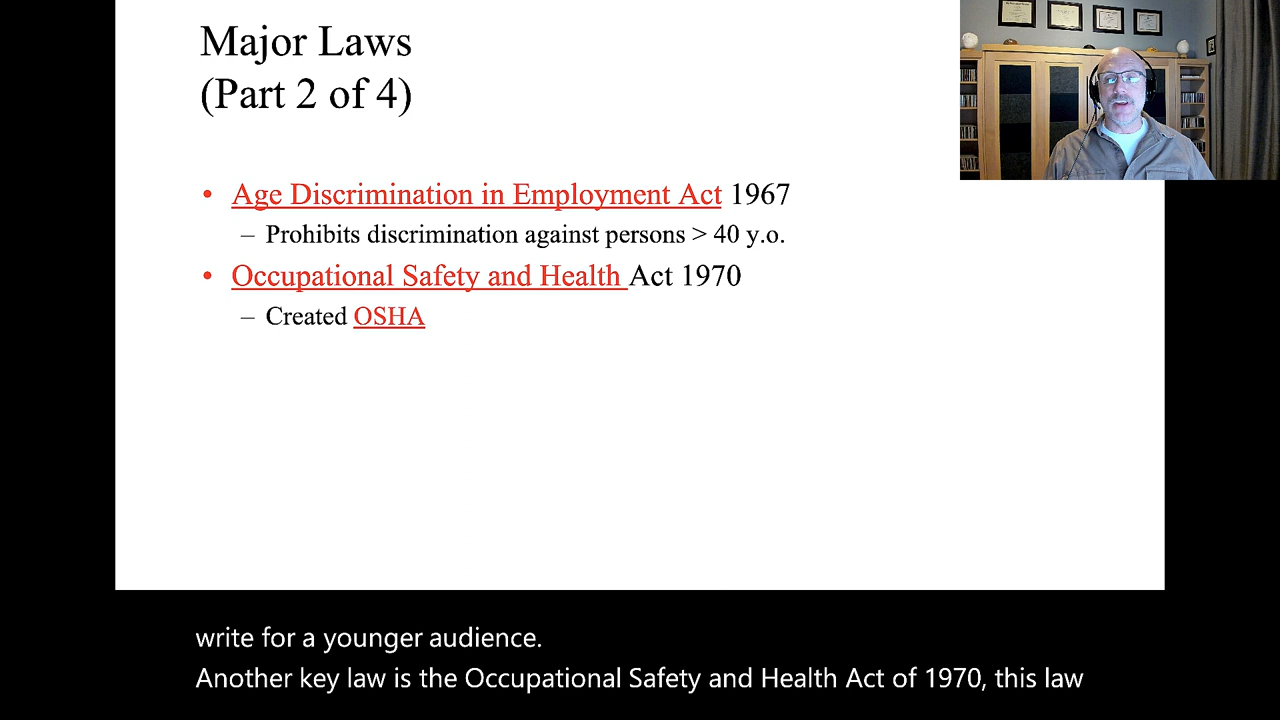 Major Laws
(Part 2 of 4)
• Age Discrimination in Employment Act 1967
– Prohibits discrimination against persons > 40 y.o.
• Occupational Safety and Health Act 1970
– Created OSHA
write for a younger audience.
Another key law is the Occupational Safety and Health Act of 1970, this law